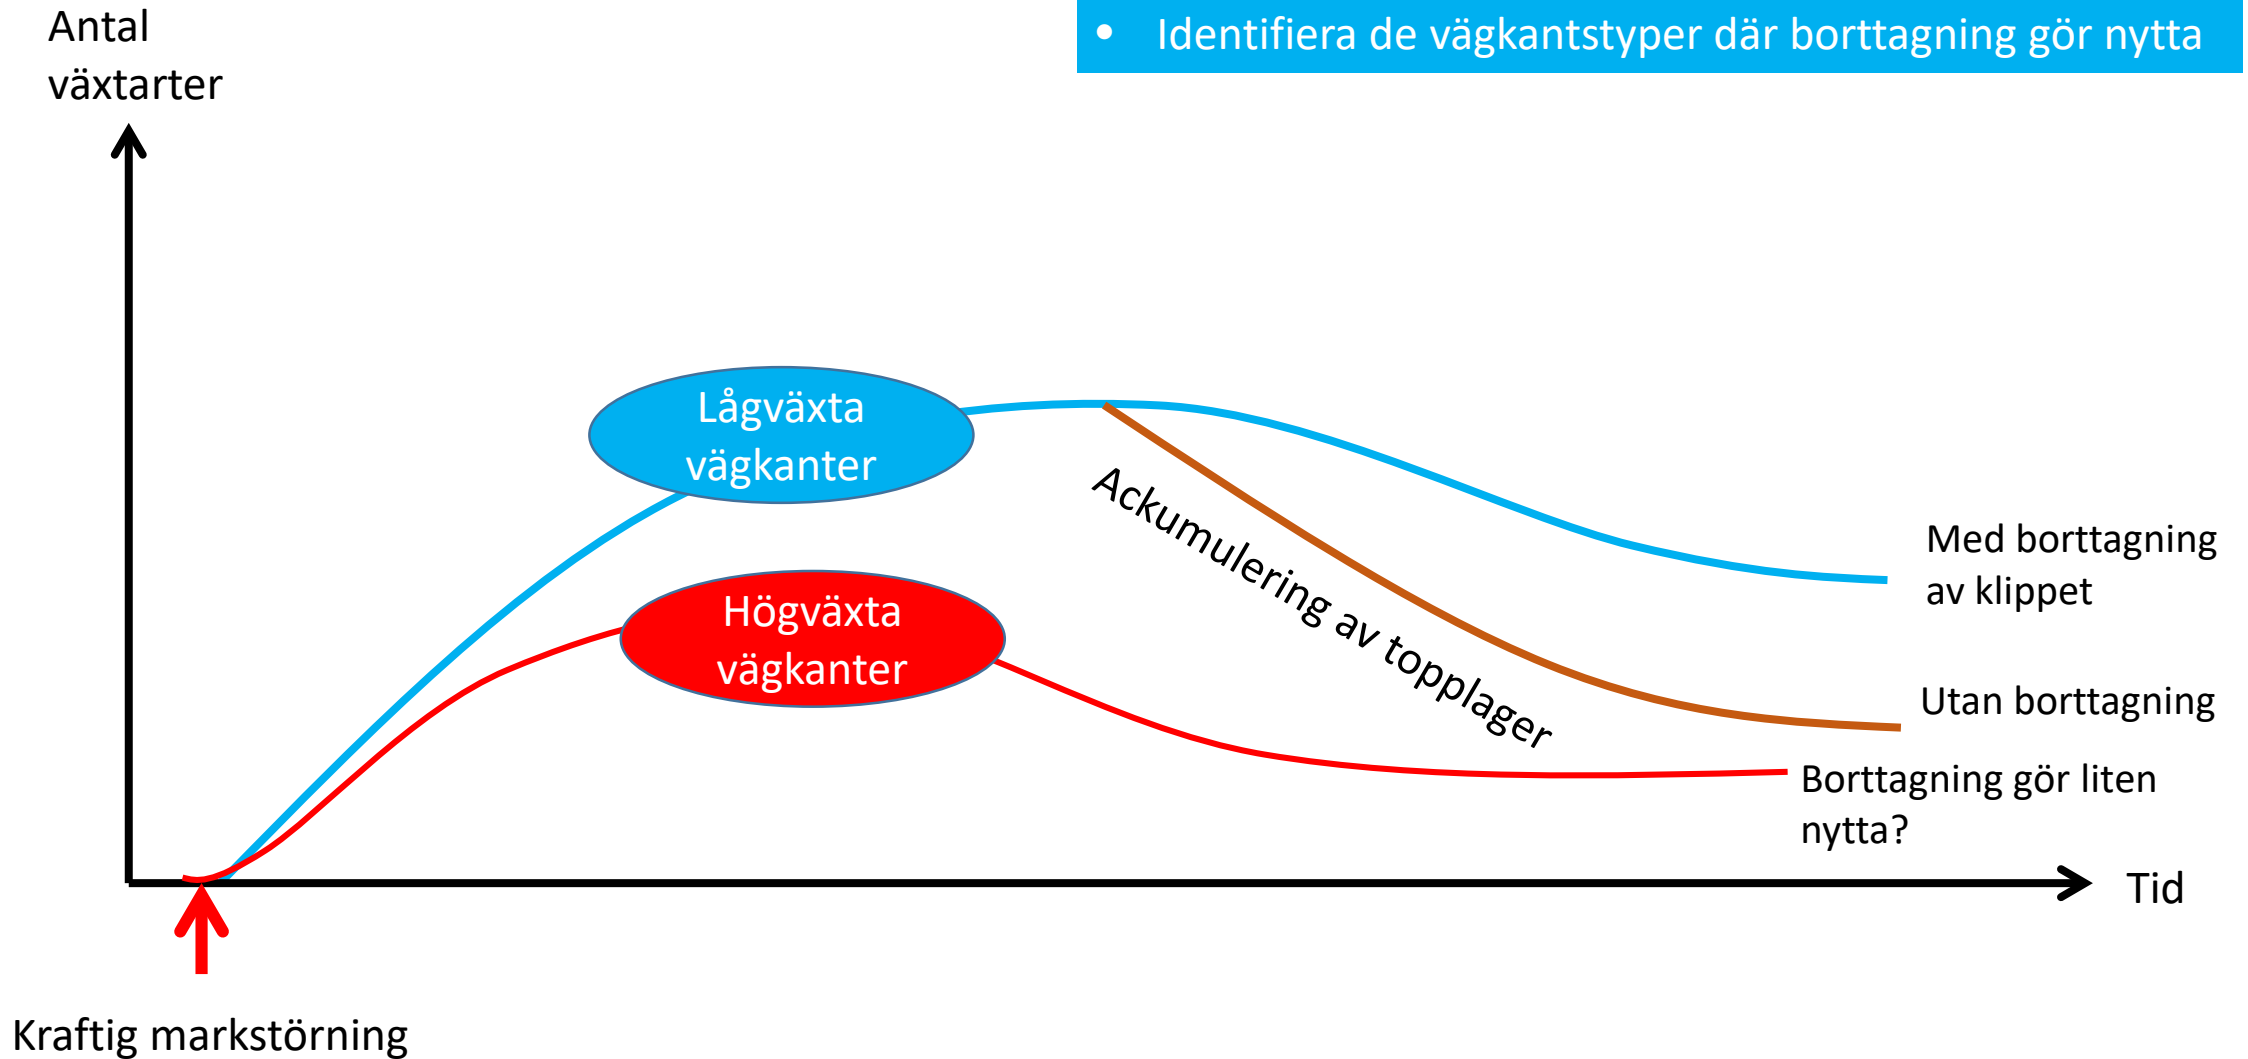 Antal
växtarter
• Identifiera de vägkantstyper där borttagning gör nytta
Lågväxta
vägkanter
Högväxta
vägkanter
Ackumulering av topplager
Med borttagning
av klippet
Utan borttagning
Borttagning gör liten
nytta?
Tid
Kraftig markstörning